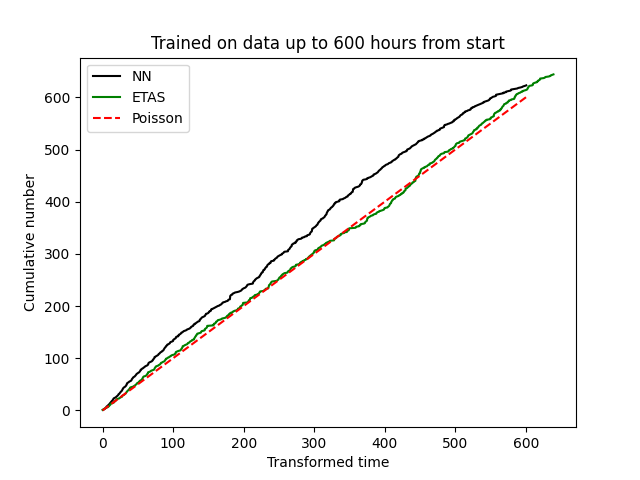 Trained on data up to 600 hours from start
NN
ETAS
Poisson
Cumulative number
600
500
400
300
200
100
0
0 100 200 300 400 500 600
Transformed time